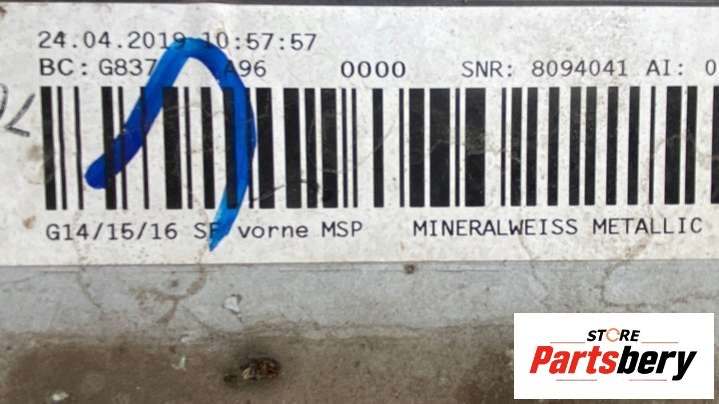 24.04.2019 10:57:57
BC: G837 A96 0000 SNR: 8094041 AI: 0
G14/15/16 SF vorne MSP MINERALWEISS METALLIC
STORE
Partsbery